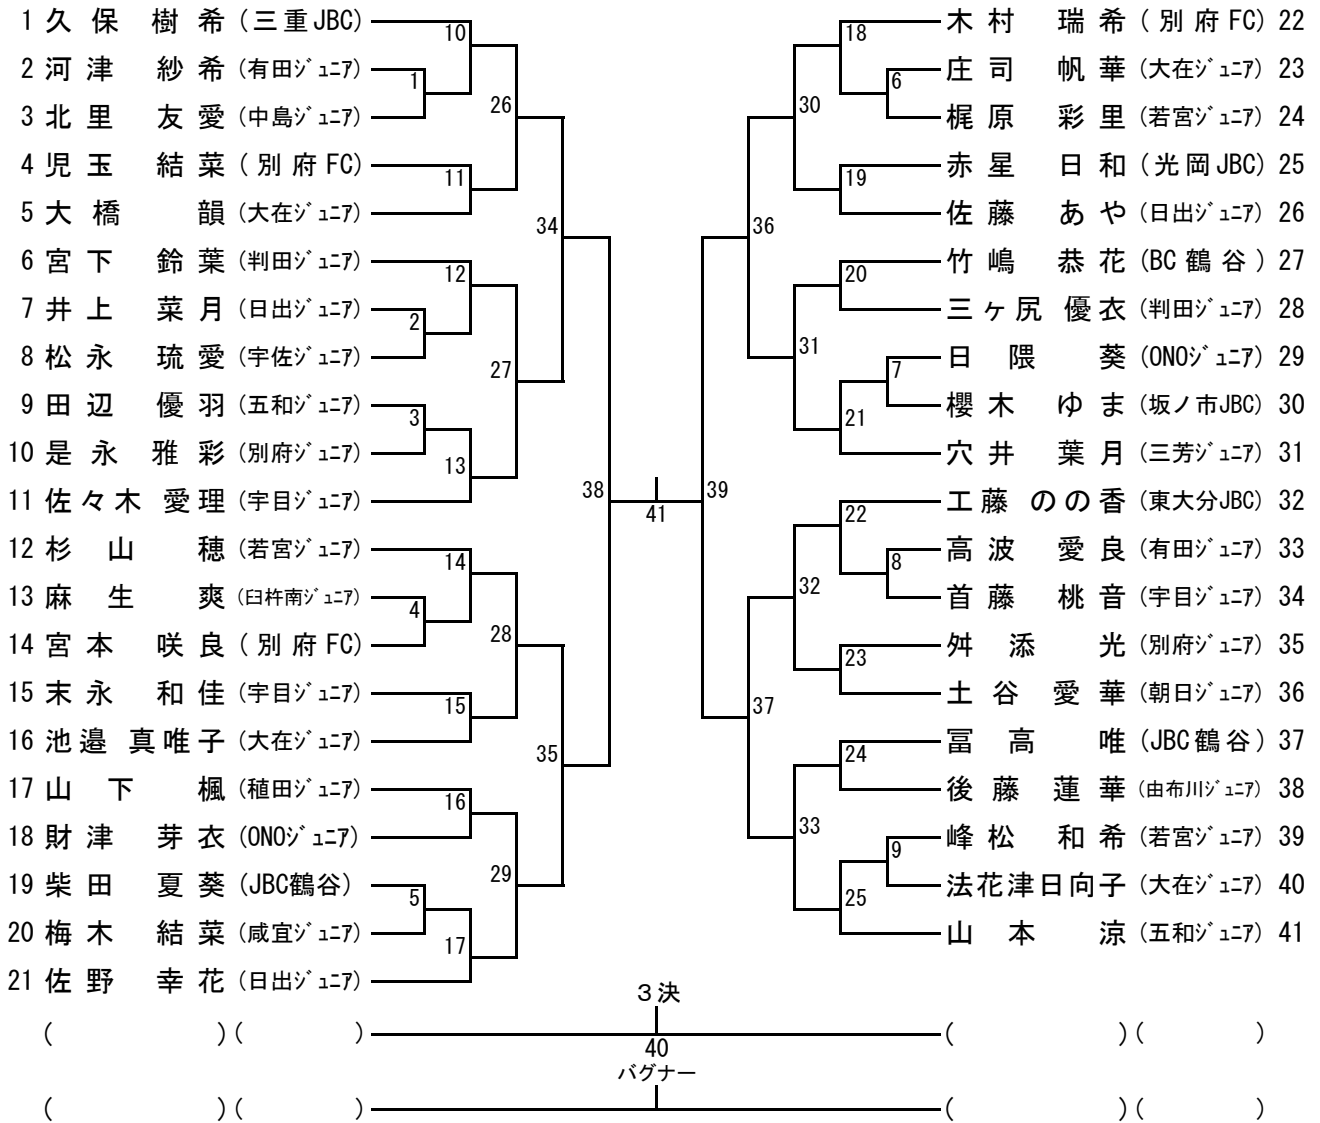 1 久保 樹希 (三重JBC)
2 河津 紗希 (有田ジュニア)
3 北里 友愛 (中島ジュニア)
4 児玉 結菜 (別府FC)
5 大橋 韻 (大在ジュニア)
6 宮下 鈴葉 (判田ジュニア)
7 井上 菜月 (日出ジュニア)
8 松永 琉愛 (宇佐ジュニア)
9 田辺 優羽 (五和ジュニア)
10 是永 雅彩 (別府ジュニア)
11 佐々木 愛理 (宇目ジュニア)
12 杉山 穂 (若宮ジュニア)
13 麻生 爽 (臼杵南ジュニア)
14 宮本 咲良 (別府FC)
15 末永 和佳 (宇目ジュニア)
16 池邉 真唯子 (大在ジュニア)
17 山下 楓 (稙田ジュニア)
18 財津 芽衣 (ONOジュニア)
19 柴田 夏葵 (JBC鶴谷)
20 梅木 結菜 (咸宜ジュニア)
21 佐野 幸花 (日出ジュニア)
1
2
3
4
5
10
11
12
13
14
15
16
17
26
27
28
29
34
35
38
41
39
36
37
30
31
32
33
18
19
20
21
22
23
24
25
6
7
8
9
木村 瑞希 (別府FC) 22
庄司 帆華 (大在ジュニア) 23
梶原 彩里 (若宮ジュニア) 24
赤星 日和 (光岡JBC) 25
佐藤 あや (日出ジュニア) 26
竹嶋 恭花 (BC鶴谷) 27
三ヶ尻 優衣 (判田ジュニア) 28
日隈 葵 (ONOジュニア) 29
櫻木 ゆま (坂ノ市JBC) 30
穴井 葉月 (三芳ジュニア) 31
工藤 のの香 (東大分JBC) 32
高波 愛良 (有田ジュニア) 33
首藤 桃音 (宇目ジュニア) 34
舛添 光 (別府ジュニア) 35
土谷 愛華 (朝日ジュニア) 36
冨高 唯 (JBC鶴谷) 37
後藤 蓮華 (由布川ジュニア) 38
峰松 和希 (若宮ジュニア) 39
法花津日向子 (大在ジュニア) 40
山本 涼 (五和ジュニア) 41
3決
( ) ( ) ( ) ( )
40
バグナー
( ) ( ) ( ) ( )